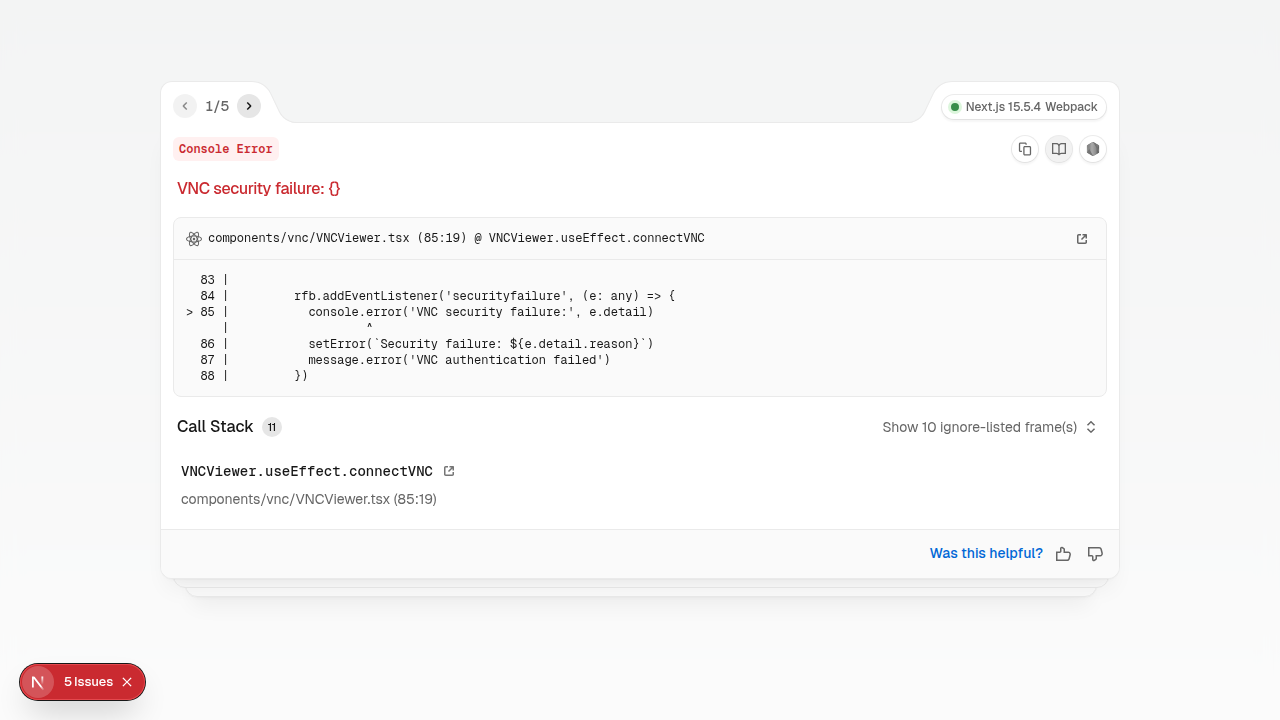 1/5
Next.js 15.5.4 Webpack
Console Error
VNC security failure: {}
components/vnc/VNCViewer.tsx (85:19) @ VNCViewer.useEffect.connectVNC
  83 |
  84 |         rfb.addEventListener('securityfailure', (e: any) => {
> 85 |           console.error('VNC security failure:', e.detail)
     |                   ^
  86 |           setError(`Security failure: ${e.detail.reason}`)
  87 |           message.error('VNC authentication failed')
  88 |         })
Call Stack 11
Show 10 ignore-listed frame(s)
VNCViewer.useEffect.connectVNC
components/vnc/VNCViewer.tsx (85:19)
Was this helpful?
N 5 Issues